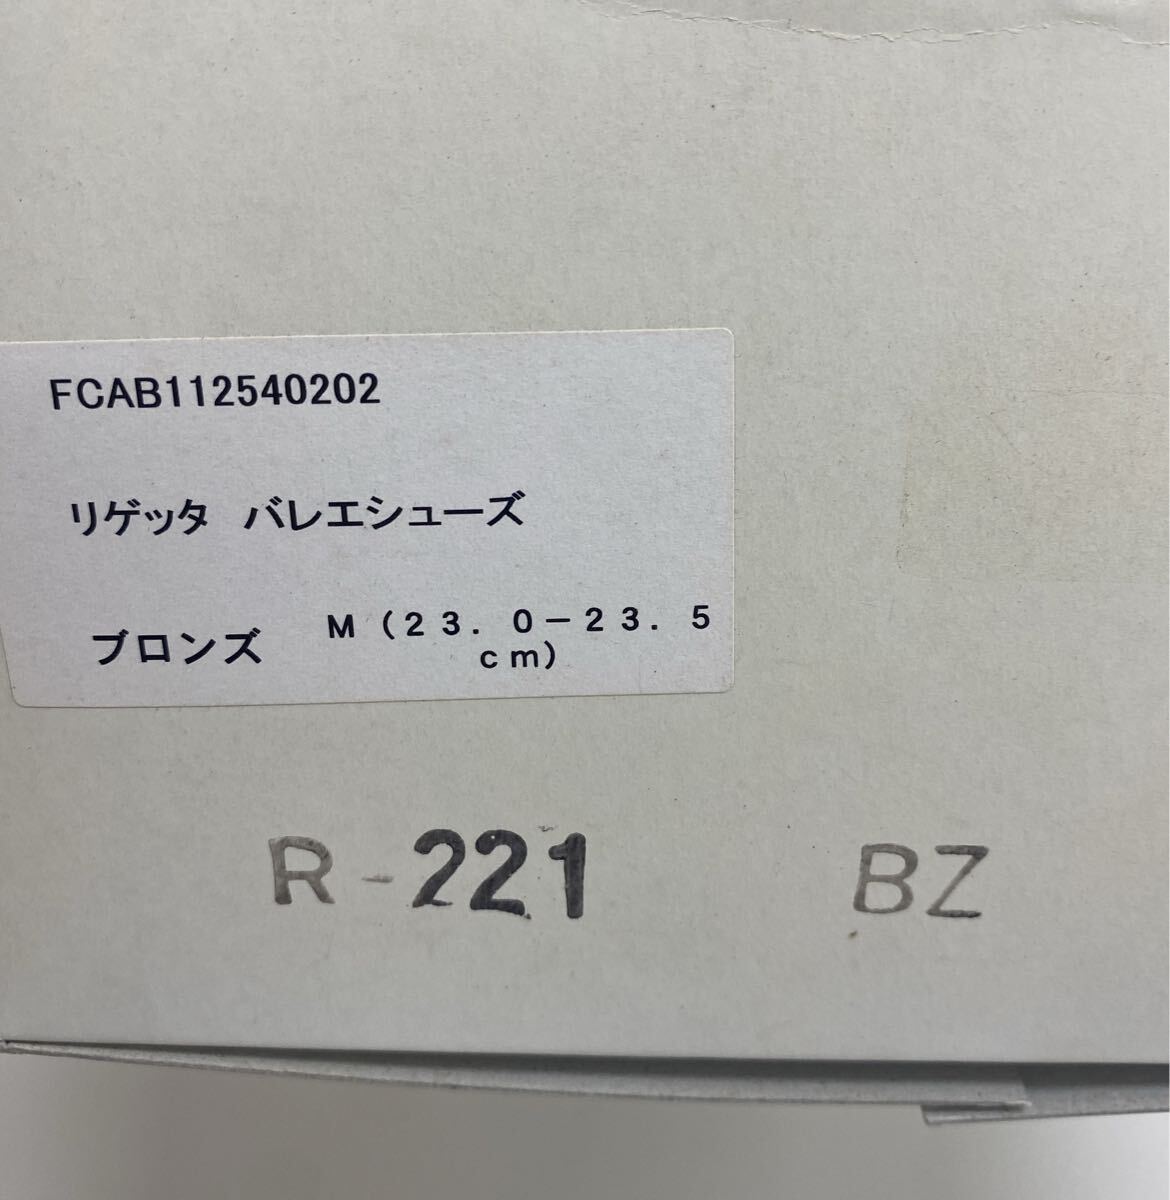 FCAB112540202
リゲッタ バレエシューズ
ブロンズ M(23.0-23.5
cm)
R-221 BZ